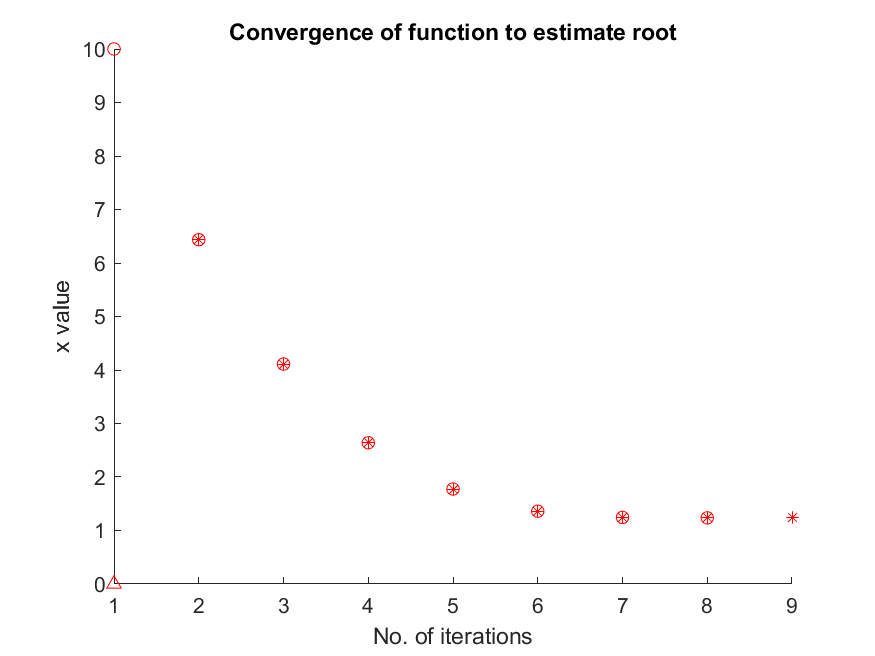 Convergence of function to estimate root
10
9
8
7
6
5
4
3
2
1
0
x value
1 2 3 4 5 6 7 8 9
No. of iterations